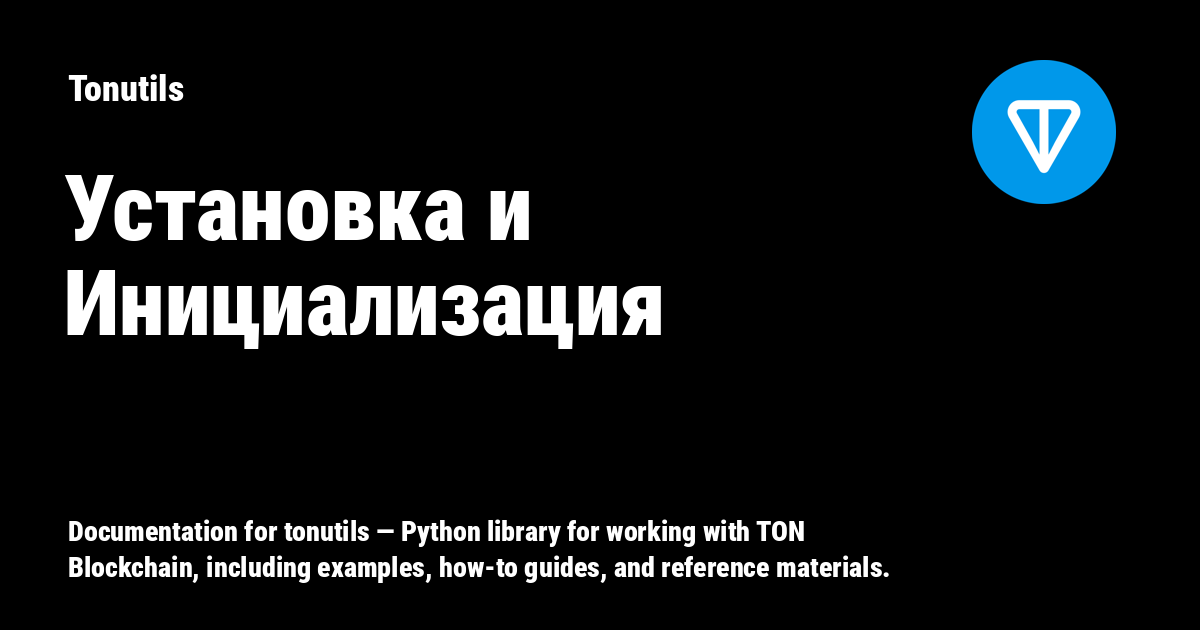 Tonutils
Установка и
Инициализация
Documentation for tonutils — Python library for working with TON
Blockchain, including examples, how-to guides, and reference materials.